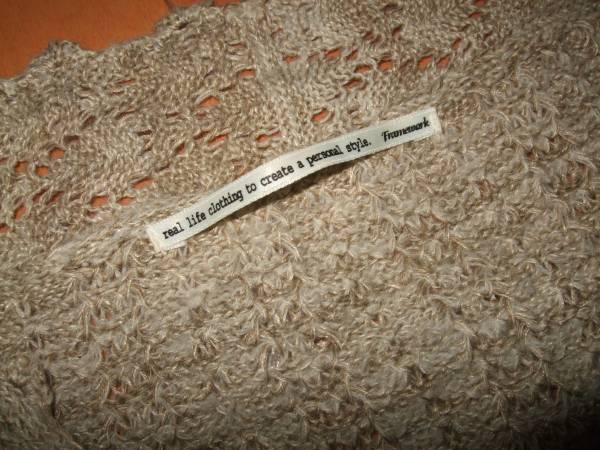 real life clothing to create a personal style. Framework